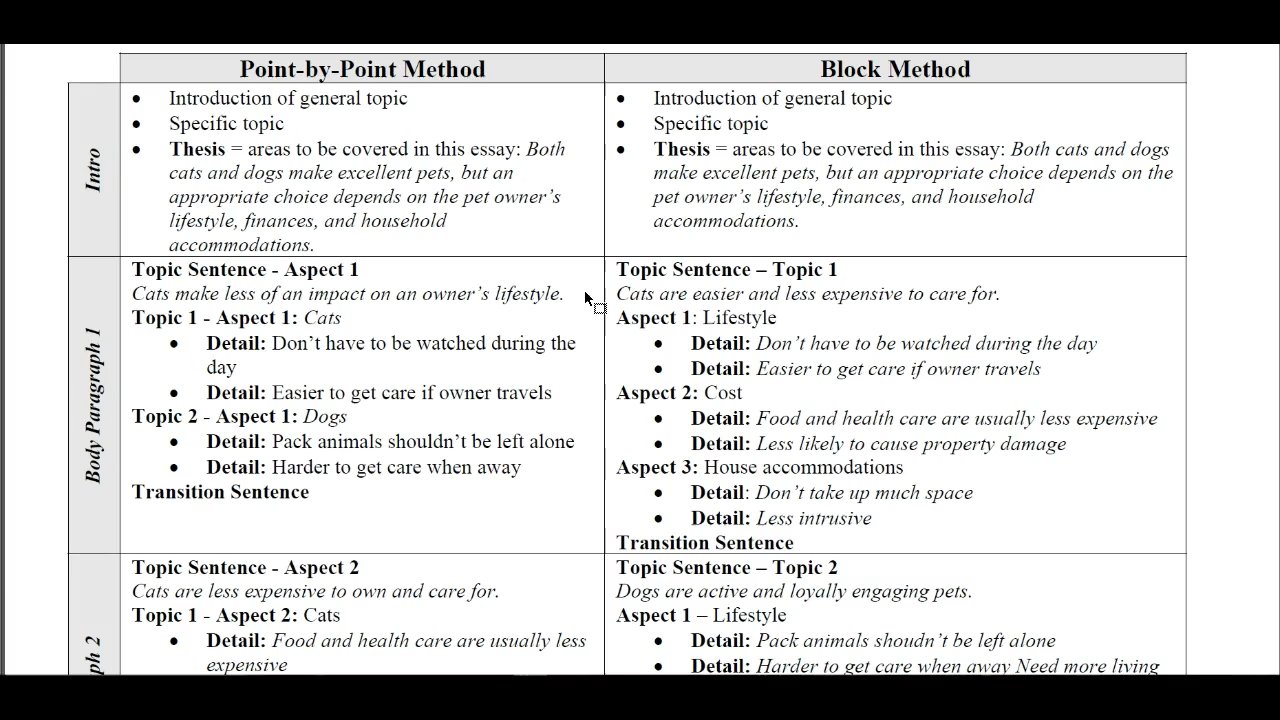 Point-by-Point Method
Block Method
Intro
• Introduction of general topic
• Specific topic
• Thesis = areas to be covered in this essay: Both
cats and dogs make excellent pets, but an
appropriate choice depends on the pet owner's
lifestyle, finances, and household
accommodations.
• Introduction of general topic
• Specific topic
• Thesis = areas to be covered in this essay: Both cats and dogs
make excellent pets, but an appropriate choice depends on the
pet owner's lifestyle, finances, and household
accommodations.
Body Paragraph 1
Topic Sentence - Aspect 1
Cats make less of an impact on an owner's lifestyle.
Topic 1 - Aspect 1: Cats
• Detail: Don't have to be watched during the
day
• Detail: Easier to get care if owner travels
Topic 2 - Aspect 1: Dogs
• Detail: Pack animals shouldn't be left alone
• Detail: Harder to get care when away
Transition Sentence
Topic Sentence – Topic 1
Cats are easier and less expensive to care for.
Aspect 1: Lifestyle
• Detail: Don't have to be watched during the day
• Detail: Easier to get care if owner travels
Aspect 2: Cost
• Detail: Food and health care are usually less expensive
• Detail: Less likely to cause property damage
Aspect 3: House accommodations
• Detail: Don't take up much space
• Detail: Less intrusive
Transition Sentence
ph 2
Topic Sentence - Aspect 2
Cats are less expensive to own and care for.
Topic 1 - Aspect 2: Cats
• Detail: Food and health care are usually less
expensive
Topic Sentence – Topic 2
Dogs are active and loyally engaging pets.
Aspect 1 – Lifestyle
• Detail: Pack animals shoudn't be left alone
• Detail: Harder to get care when away Need more living